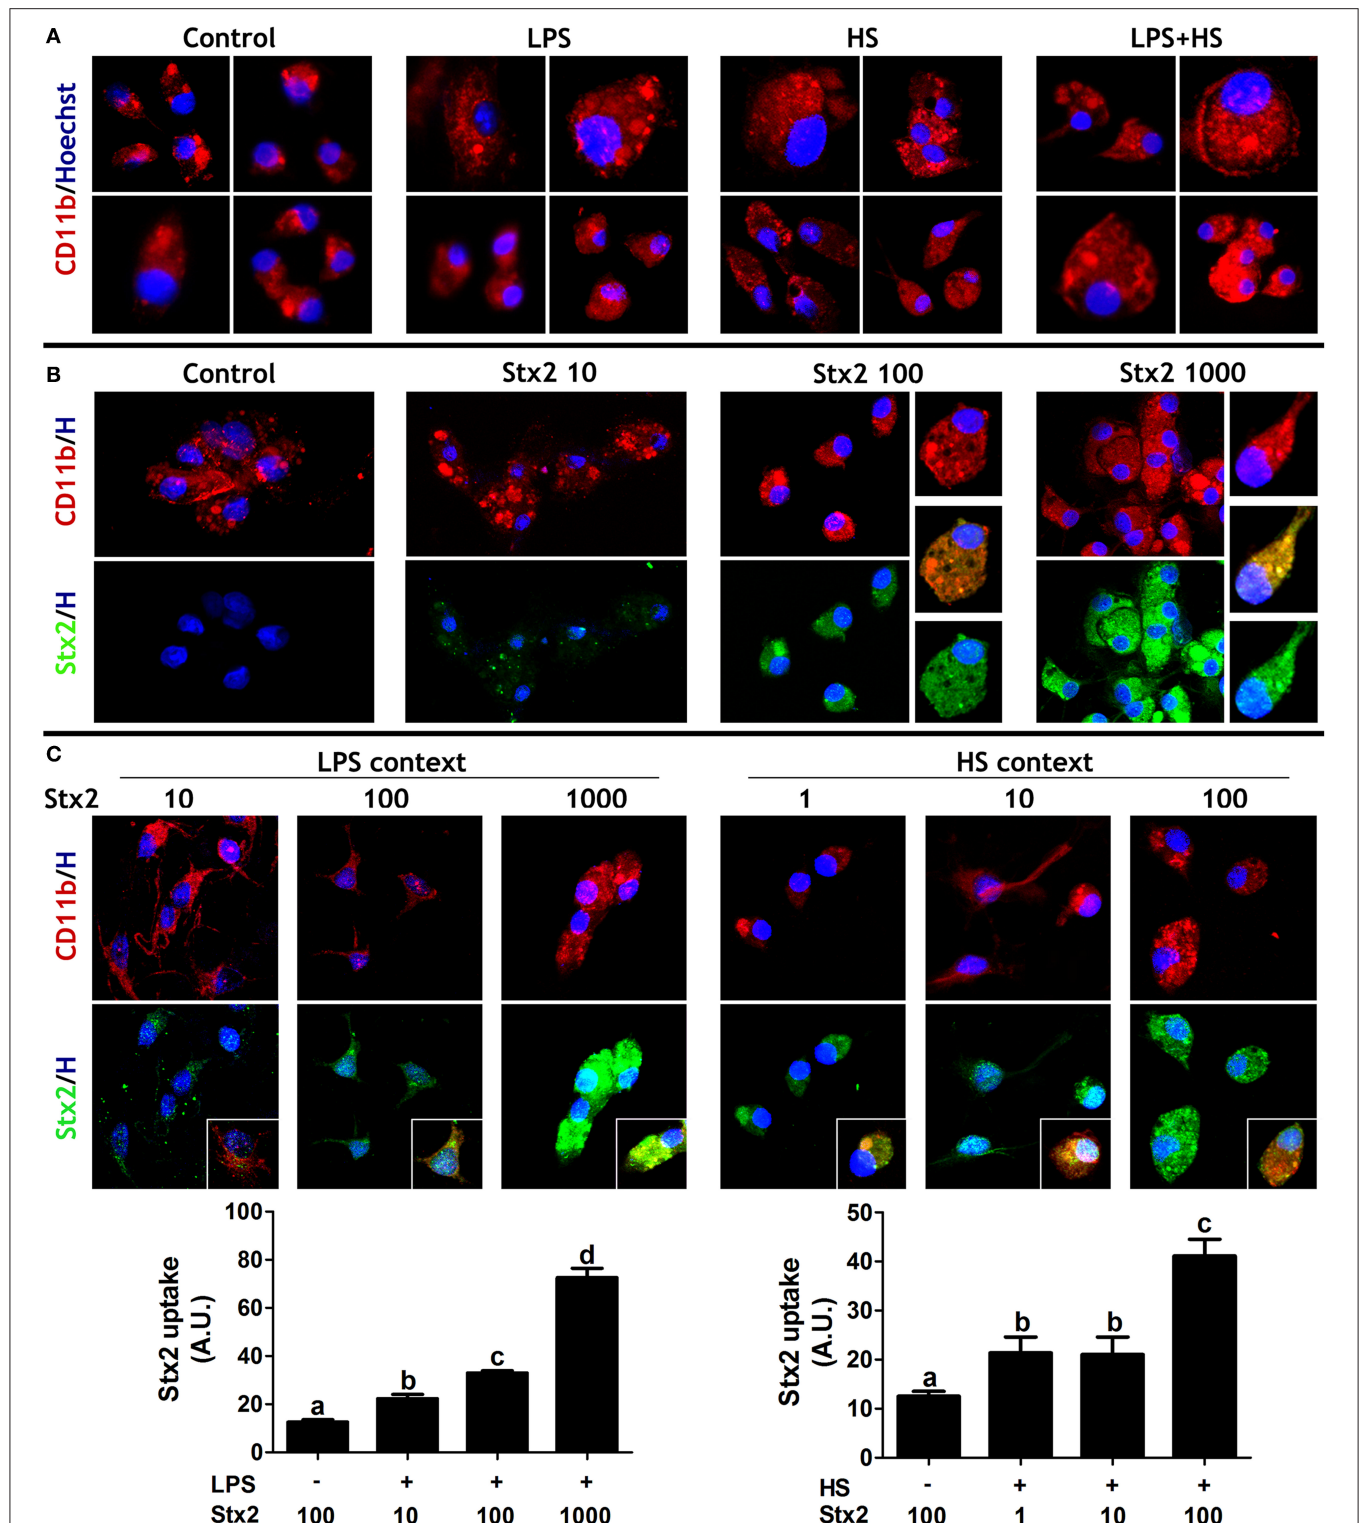 A
Control LPS HS LPS+HS
CD11b/Hoechst
B
Control Stx2 10 Stx2 100 Stx2 1000
CD11b/H
Stx2/H
C
LPS context HS context
Stx2 10 100 1000 1 10 100
CD11b/H
Stx2/H
Stx2 uptake
(A.U.)
100
80
60
40
20
0
a b c d
LPS - + + +
Stx2 100 10 100 1000
Stx2 uptake
(A.U.)
50
40
30
20
10
0
a b b c
HS - + + +
Stx2 100 1 10 100